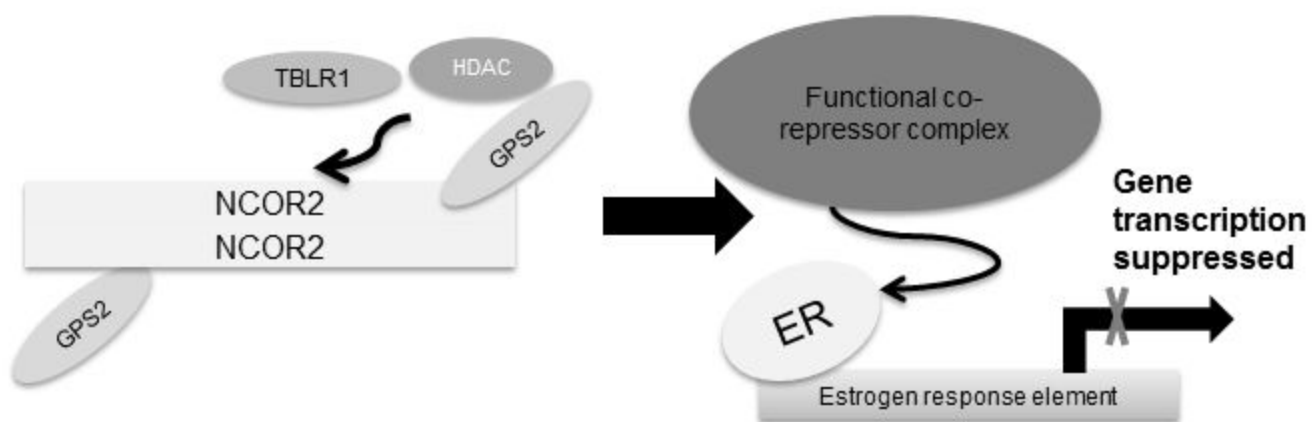 TBLR1
HDAC
GPS2
NCOR2
NCOR2
GPS2
Functional co-
repressor complex
ER
Estrogen response element
Gene
transcription
suppressed